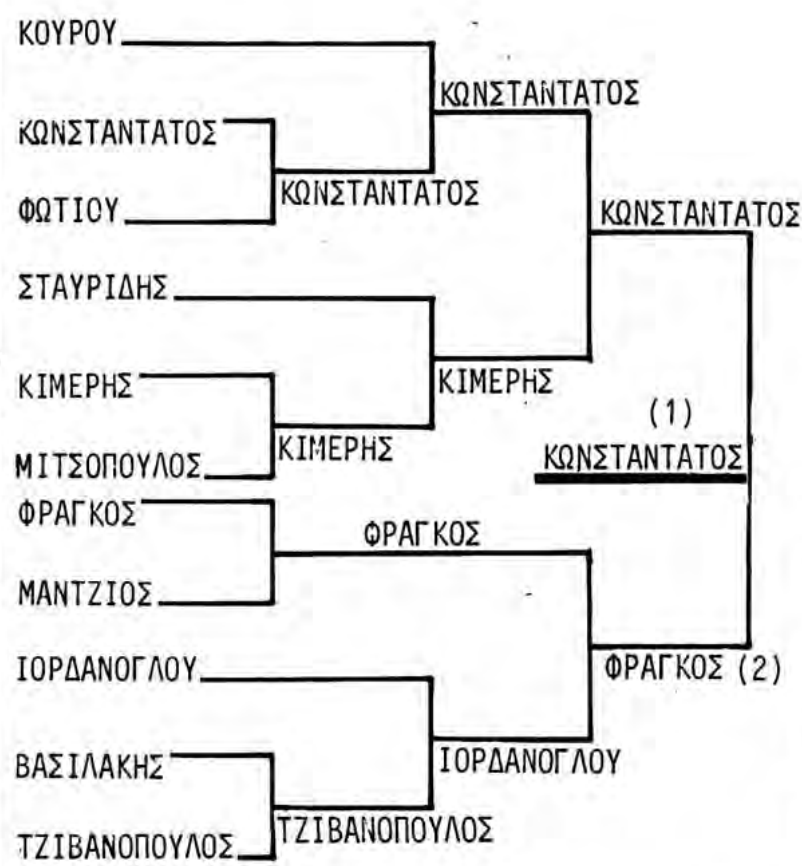 ΚΟΥΡΟΥ
ΚΩΝΣΤΑΝΤΑΤΟΣ
ΚΩΝΣΤΑΝΤΑΤΟΣ
ΚΩΝΣΤΑΝΤΑΤΟΣ
ΦΩΤΙΟΥ
ΚΩΝΣΤΑΝΤΑΤΟΣ
ΣΤΑΥΡΙΔΗΣ
ΚΙΜΕΡΗΣ
ΚΙΜΕΡΗΣ
(1)
ΜΙΤΣΟΠΟΥΛΟΣ
ΚΙΜΕΡΗΣ
ΚΩΝΣΤΑΝΤΑΤΟΣ
ΦΡΑΓΚΟΣ
ΦΡΑΓΚΟΣ
ΜΑΝΤΖΙΟΣ
ΙΟΡΔΑΝΟΓΛΟΥ
ΦΡΑΓΚΟΣ (2)
ΒΑΣΙΛΑΚΗΣ
ΙΟΡΔΑΝΟΓΛΟΥ
ΤΖΙΒΑΝΟΠΟΥΛΟΣ
ΤΖΙΒΑΝΟΠΟΥΛΟΣ